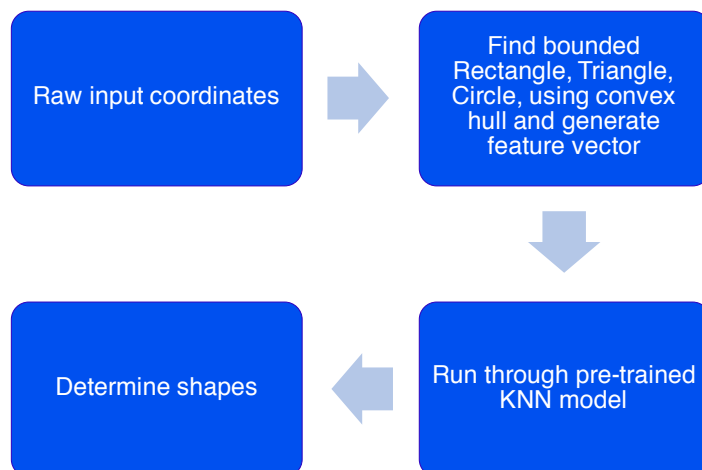 Raw input coordinates
Find bounded
Rectangle, Triangle,
Circle, using convex
hull and generate
feature vector
Run through pre-trained
KNN model
Determine shapes